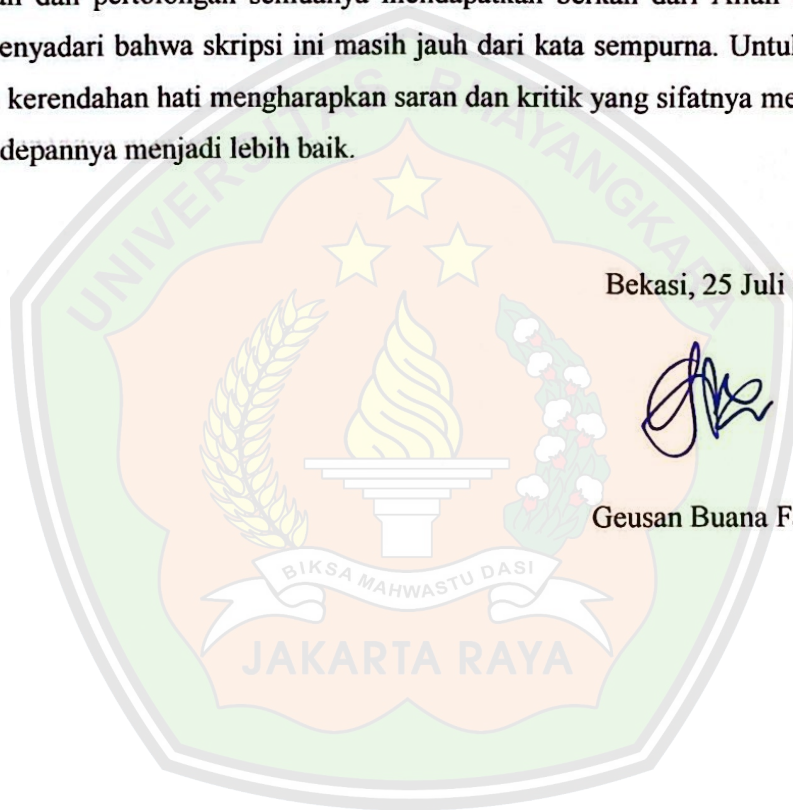 dan pertolongan semuanya mendapatkan berkah dari
enyadari bahwa skripsi ini masih jauh dari kata sempurna. Untuk
kerendahan hati mengharapkan saran dan kritik yang sifatnya me
depannya menjadi lebih baik.
Bekasi, 25 Juli
Geusan Buana F
UNIVERSITAS BHAYANGKARA
BIKSA MAHWASTU DASI
JAKARTA RAYA